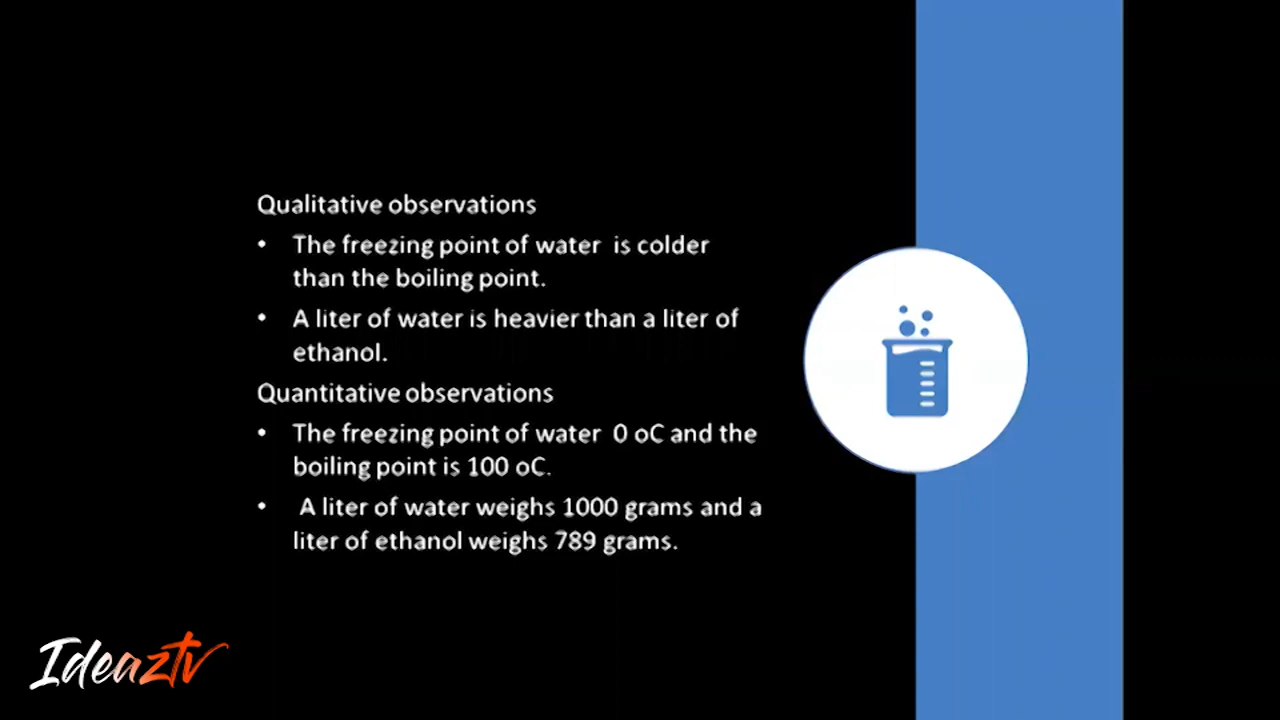 Qualitative observations
• The freezing point of water is colder
than the boiling point.
• A liter of water is heavier than a liter of
ethanol.
Quantitative observations
• The freezing point of water 0 oC and the
boiling point is 100 oC.
• A liter of water weighs 1000 grams and a
liter of ethanol weighs 789 grams.
Ideaztv